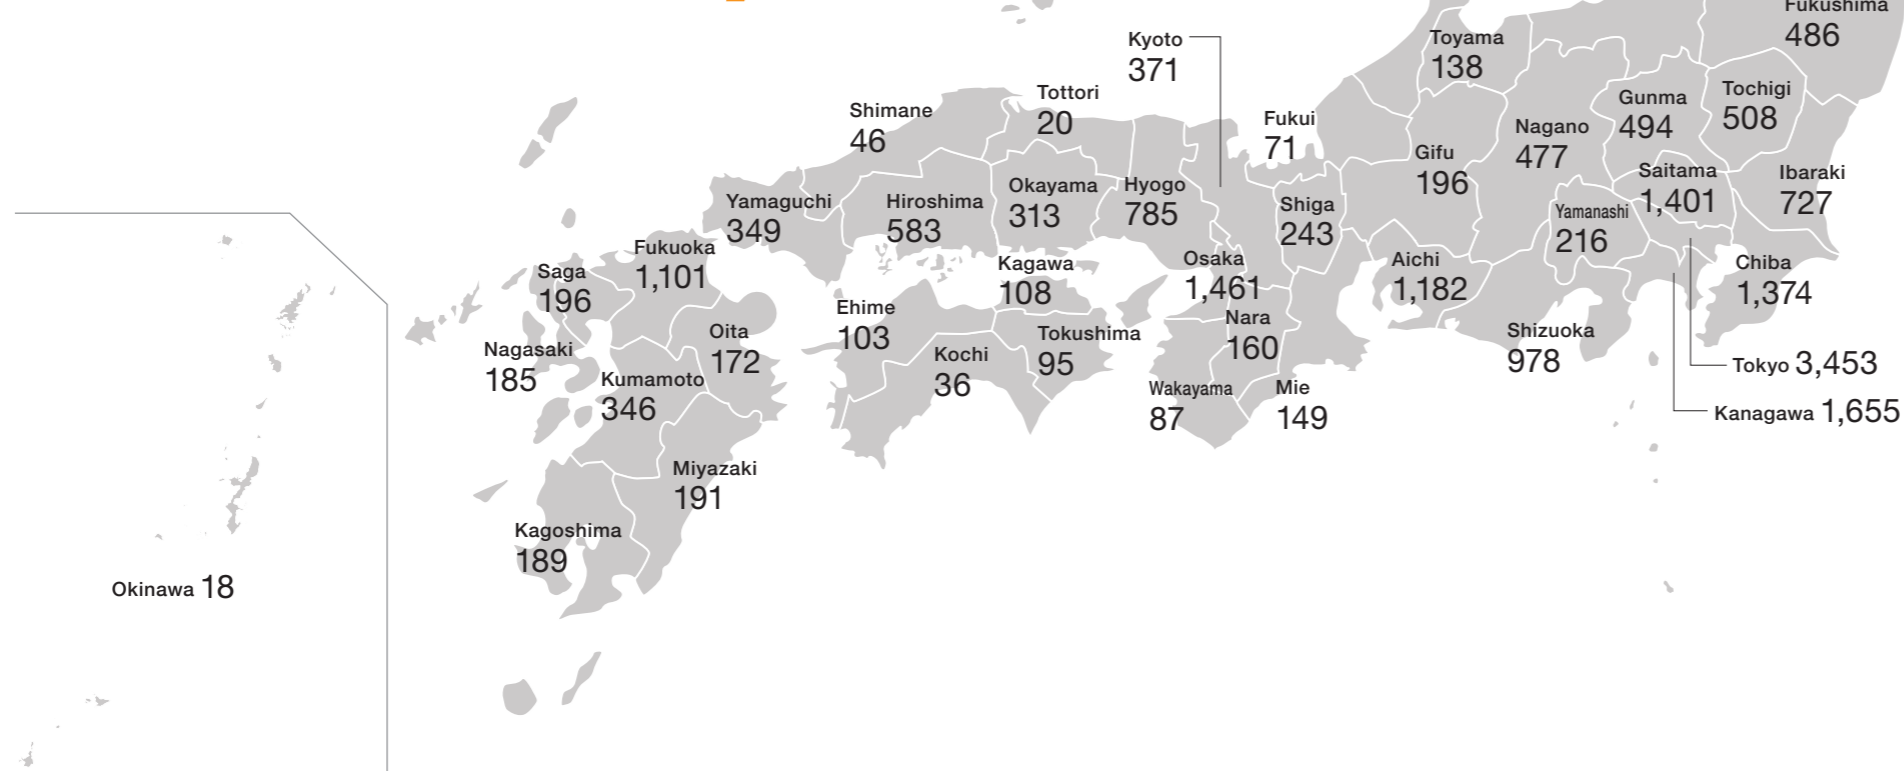 Fukushima
486
Toyama
138
Kyoto
371
Tottori
20
Shimane
46
Fukui
71
Tochigi
508
Gunma
494
Nagano
477
Gifu
196
Saitama
1,401
Ibaraki
727
Yamaguchi
349
Hiroshima
583
Okayama
313
Hyogo
785
Shiga
243
Yamanashi
216
Fukuoka
1,101
Saga
196
Kagawa
108
Osaka
1,461
Aichi
1,182
Chiba
1,374
Ehime
103
Nara
160
Oita
172
Tokushima
95
Shizuoka
978
Nagasaki
185
Kochi
36
Tokyo 3,453
Kumamoto
346
Wakayama
87
Mie
149
Kanagawa 1,655
Miyazaki
191
Kagoshima
189
Okinawa 18